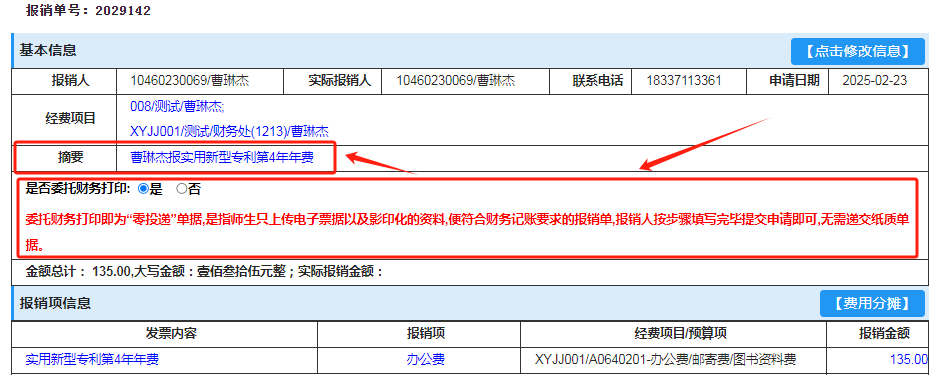 报销单号：2029142
基本信息 【点击修改信息】
报销人 10460230069/曹琳杰 实际报销人 10460230069/曹琳杰 联系电话 18337113361 申请日期 2025-02-23
经费项目 008/测试/曹琳杰;
XYJJ001/测试/财务处(1213)/曹琳杰
摘要 曹琳杰报实用新型专利第4年年费
是否委托财务打印: 是 否
委托财务打印即为“零投递”单据,是指师生只上传电子票据以及影印化的资料,便符合财务记账要求的报销单,报销人按步骤填写完毕提交申请即可,无需递交纸质单
据。
金额总计： 135.00,大写金额：壹佰叁拾伍元整；实际报销金额：
报销项信息 【费用分摊】
发票内容 报销项 经费项目/预算项 报销金额
实用新型专利第4年年费 办公费 XYJJ001/A0640201-办公费/邮寄费/图书资料费 135.00